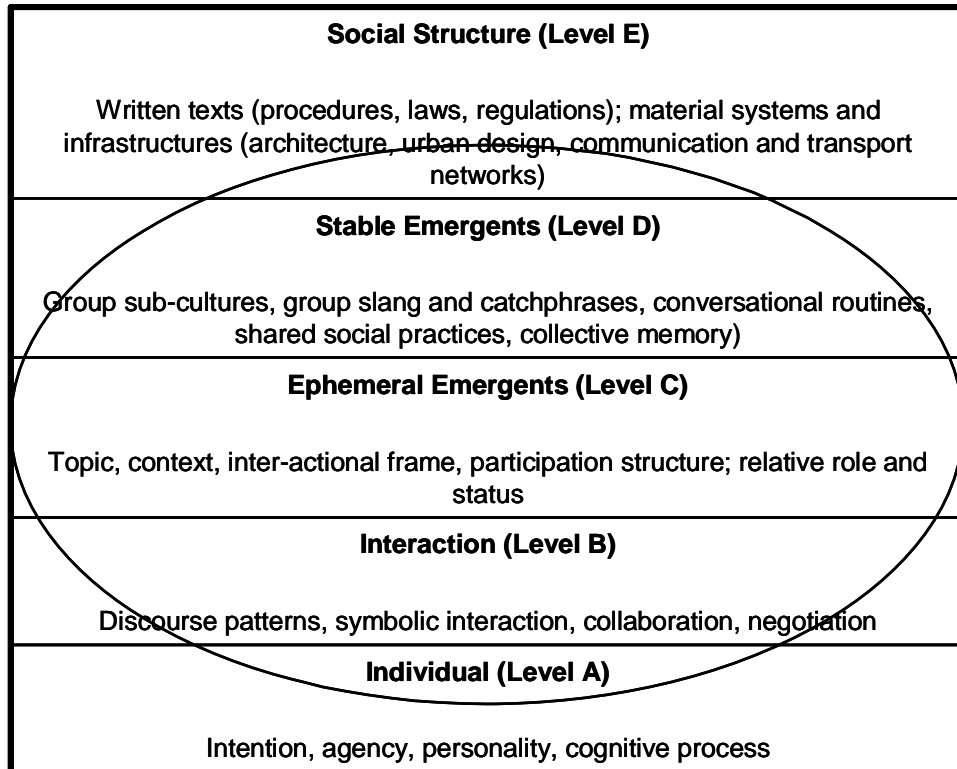 Social Structure (Level E)
Written texts (procedures, laws, regulations); material systems and
infrastructures (architecture, urban design, communication and transport
networks)
Stable Emergents (Level D)
Group sub-cultures, group slang and catchphrases, conversational routines,
shared social practices, collective memory)
Ephemeral Emergents (Level C)
Topic, context, inter-actional frame, participation structure; relative role and
status
Interaction (Level B)
Discourse patterns, symbolic interaction, collaboration, negotiation
Individual (Level A)
Intention, agency, personality, cognitive process